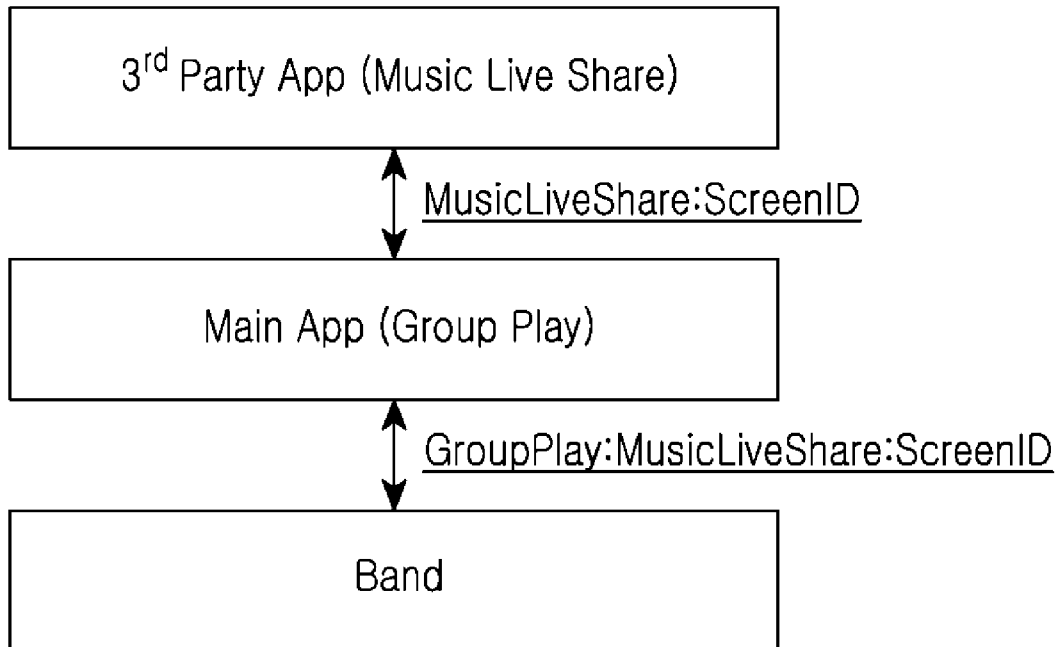 3rd Party App (Music Live Share)
MusicLiveShare:ScreenID
Main App (Group Play)
GroupPlay:MusicLiveShare:ScreenID
Band